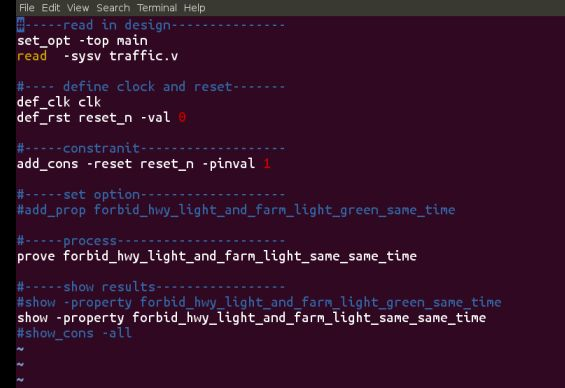 File Edit View Search Terminal Help
#-----read in design---------------
set_opt -top main
read  -sysv traffic.v
#---- define clock and reset-------
def_clk clk
def_rst reset_n -val 0
#-----constranit-------------------
add_cons -reset reset_n -pinval 1
#-----set option-------------------
#add_prop forbid_hwy_light_and_farm_light_green_same_time
#-----process----------------------
prove forbid_hwy_light_and_farm_light_same_same_time
#-----show results-----------------
#show -property forbid_hwy_light_and_farm_light_green_same_time
show -property forbid_hwy_light_and_farm_light_same_same_time
#show_cons -all
~
~
~